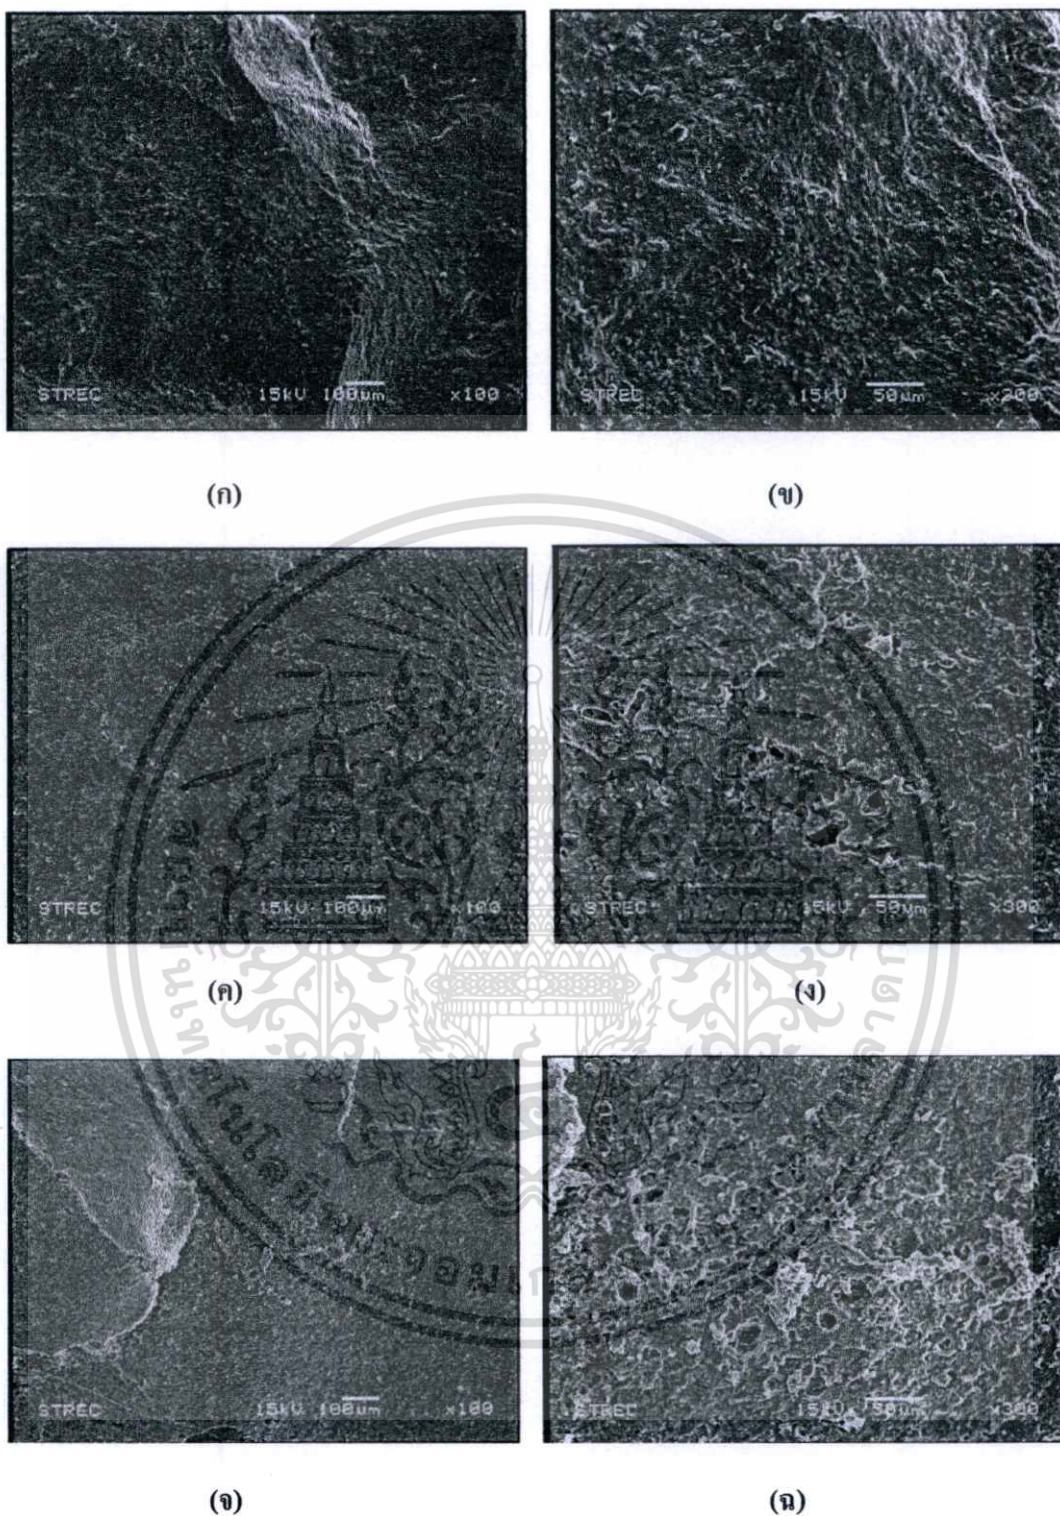 STREC 15kV 100μm x100
STREC 15kV 50μm x200
(ก)
(ข)
STREC 15kV 100μm x100
STREC 15kV 50μm x300
(ค)
(ง)
STREC 15kV 100μm x100
STREC 15kV 50μm x300
(จ)
(ฉ)